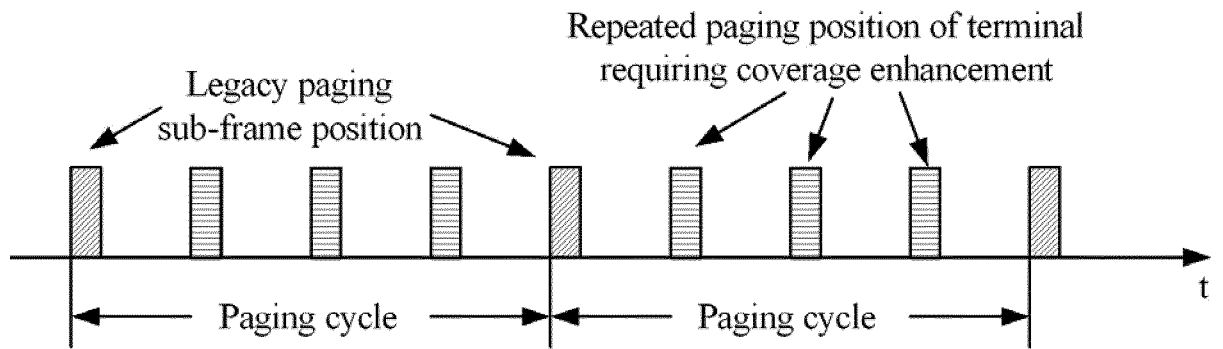 Repeated paging position of terminal
requiring coverage enhancement
Legacy paging
sub-frame position
t
Paging cycle
Paging cycle